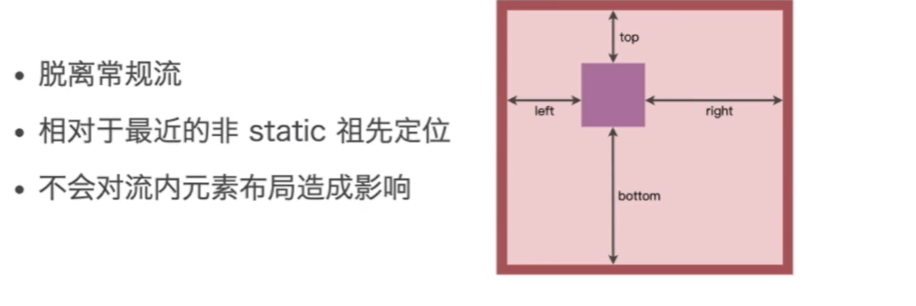 • 脱离常规流
• 相对于最近的非 static 祖先定位
• 不会对流内元素布局造成影响
top
left
right
bottom